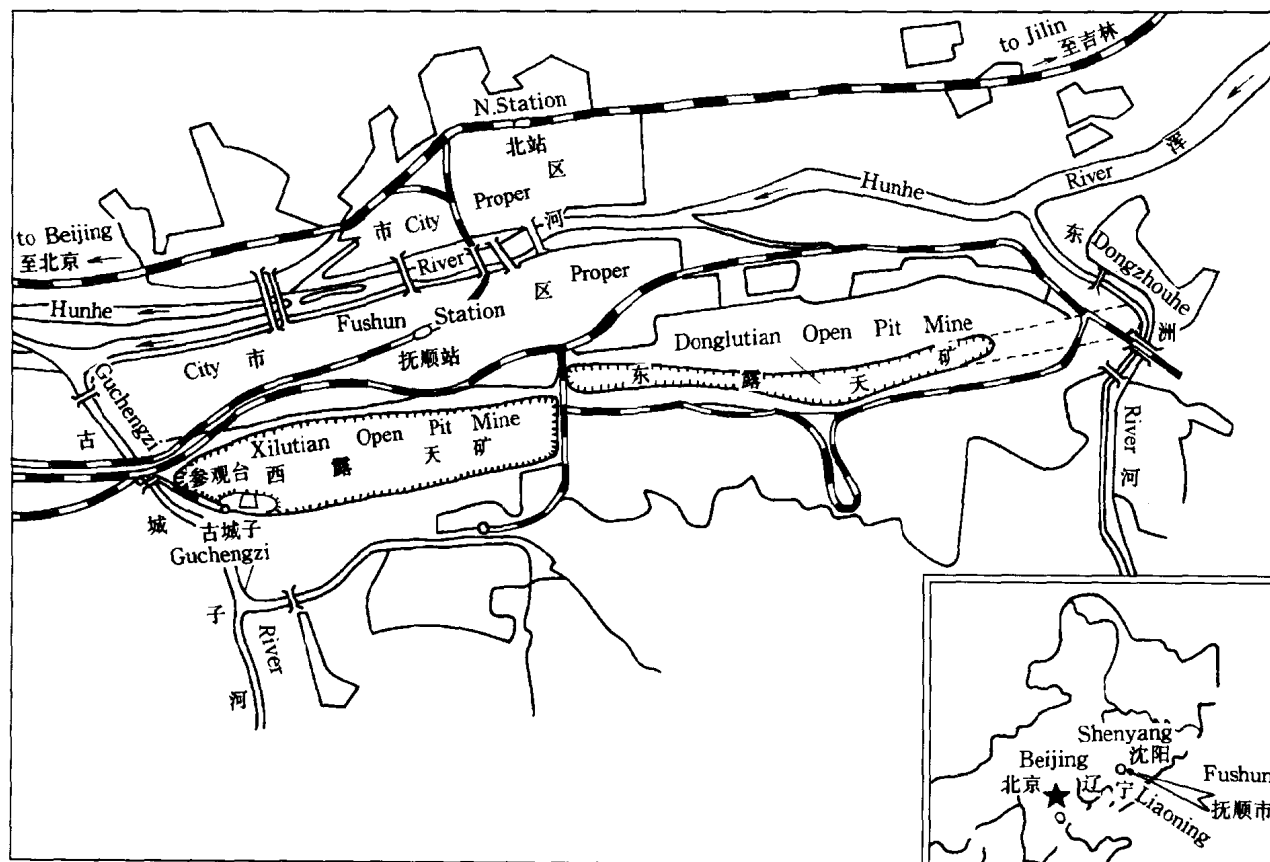 to Jilin
至吉林
N.Station
北站
区
Proper
市 City
河
River
Hunhe
River
浑
to Beijing
至北京
Hunhe
东
Dongzhouhe
区 Proper
Fushun Station
抚顺站
City 市
Donglutian Open Pit Mine
东 露 天 矿
Guchengzi
古
Xilutian Open Pit Mine
参观台 西 露 天 矿
城
古城子
Guchengzi
子
River
河
River
河
Shenyang
沈阳
Beijing
北京
辽 宁
Liaoning
Fushun
抚顺市